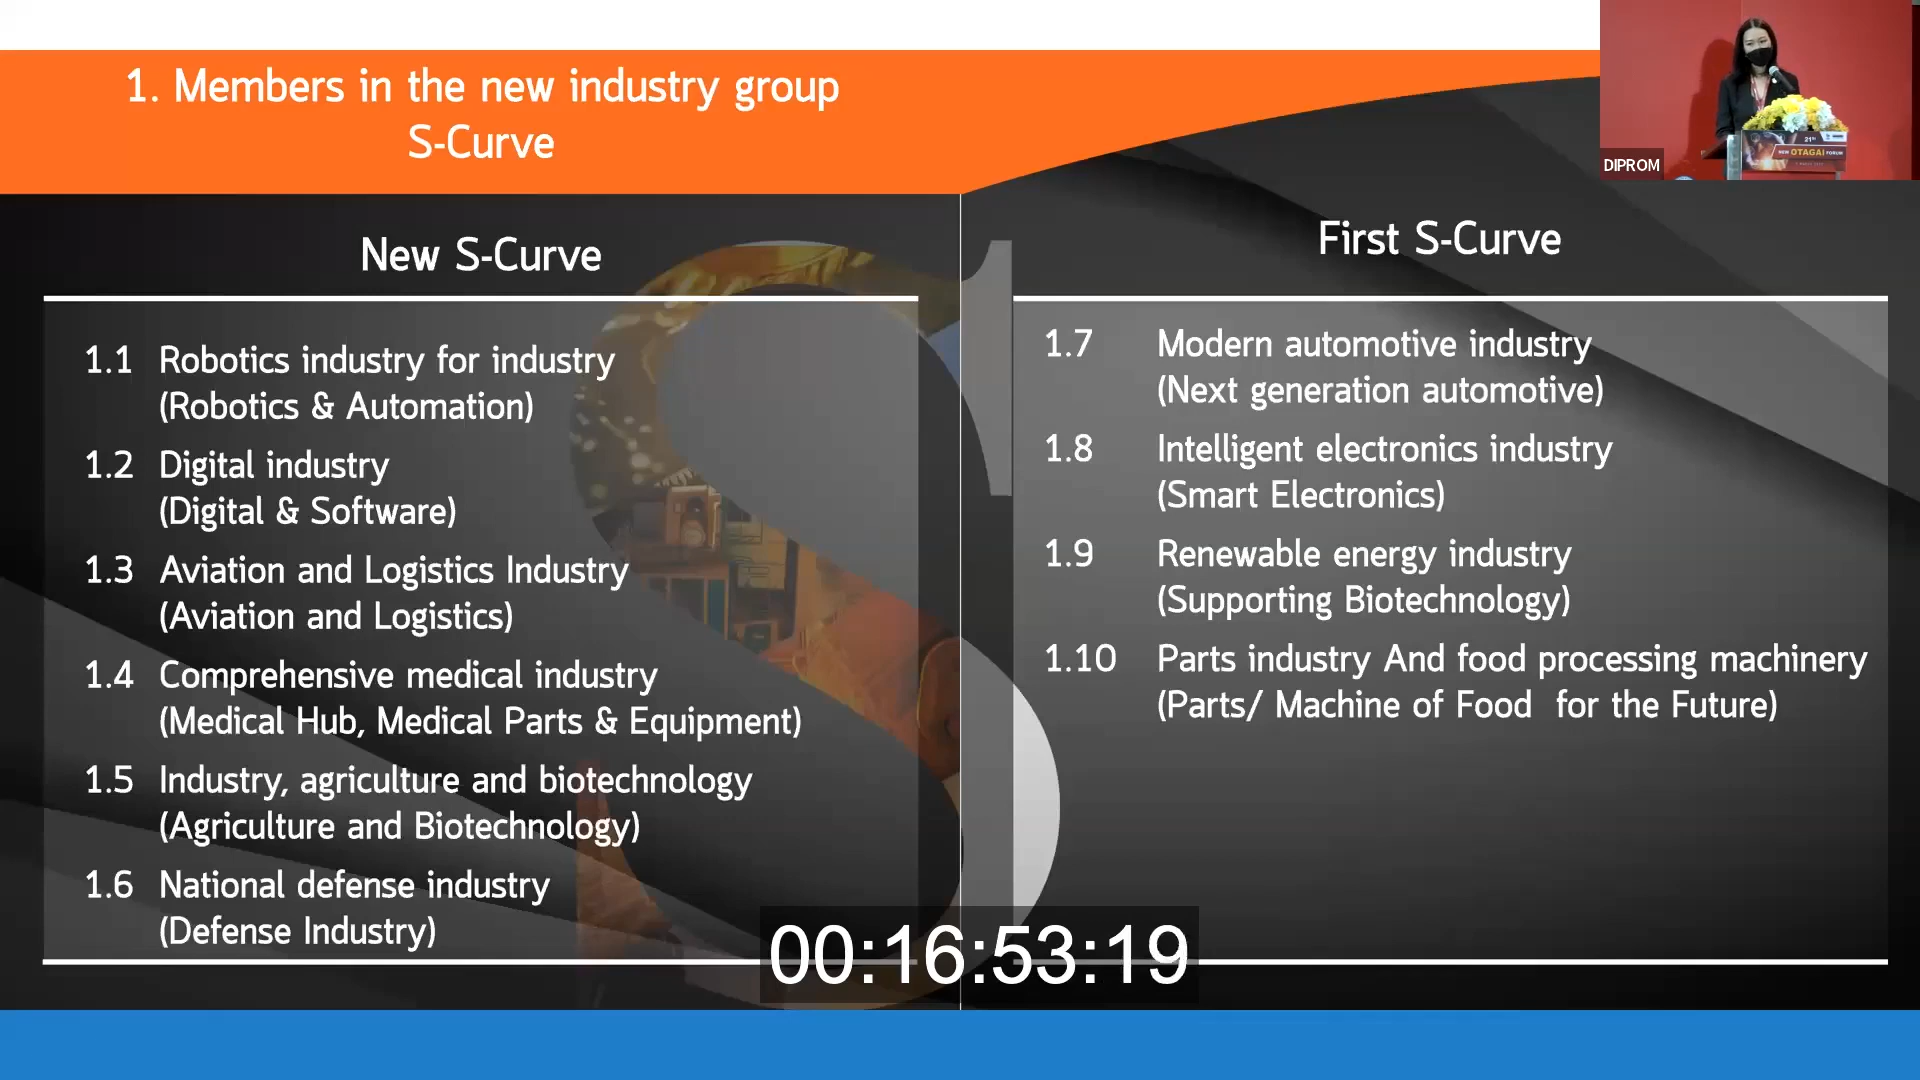 1. Members in the new industry group
S-Curve
DIPROM
21st
NEW OTAGAI FORUM
New S-Curve
1.1 Robotics industry for industry
(Robotics & Automation)
1.2 Digital industry
(Digital & Software)
1.3 Aviation and Logistics Industry
(Aviation and Logistics)
1.4 Comprehensive medical industry
(Medical Hub, Medical Parts & Equipment)
1.5 Industry, agriculture and biotechnology
(Agriculture and Biotechnology)
1.6 National defense industry
(Defense Industry)
First S-Curve
1.7 Modern automotive industry
(Next generation automotive)
1.8 Intelligent electronics industry
(Smart Electronics)
1.9 Renewable energy industry
(Supporting Biotechnology)
1.10 Parts industry And food processing machinery
(Parts/ Machine of Food for the Future)
00:16:53:19